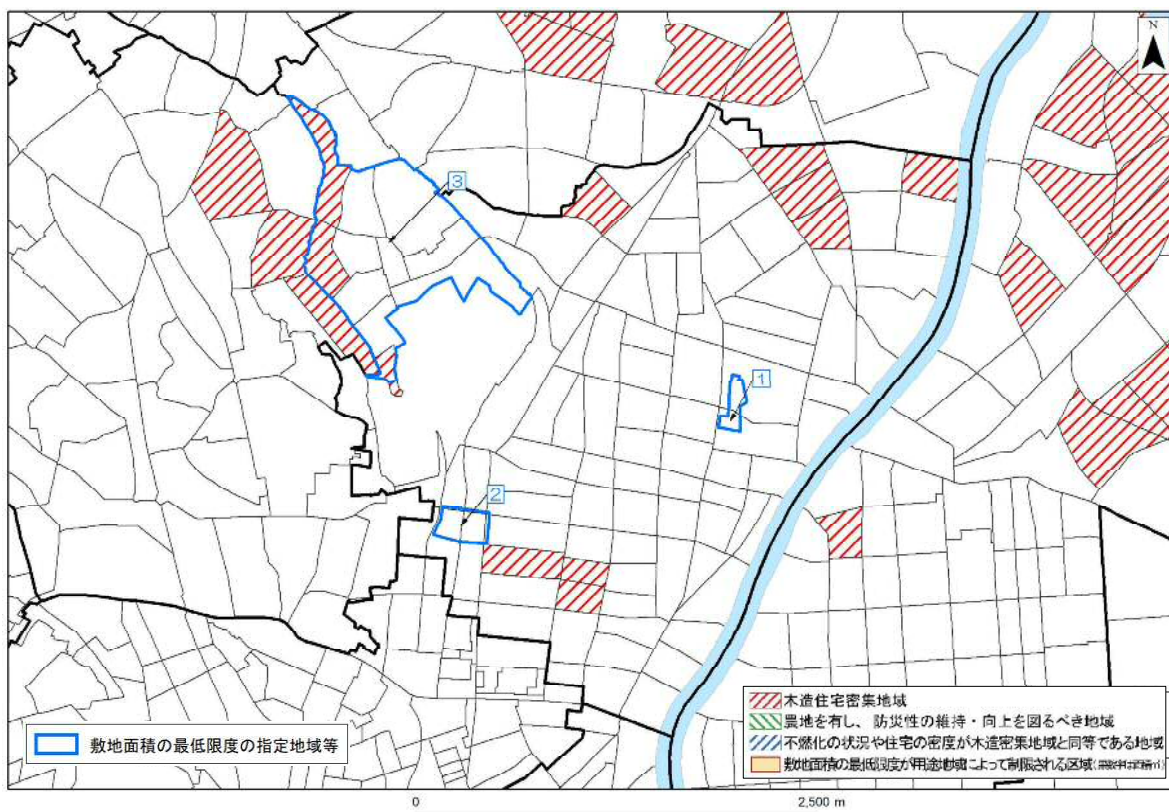 N
3
1
2
木造住宅密集地域
農地を有し、防災性の維持・向上を図るべき地域
不燃化の状況や住宅の密度が木造密集地域と同等である地域
敷地面積の最低限度が用途地域によって制限される区域
敷地面積の最低限度の指定地域等
0 2,500 m